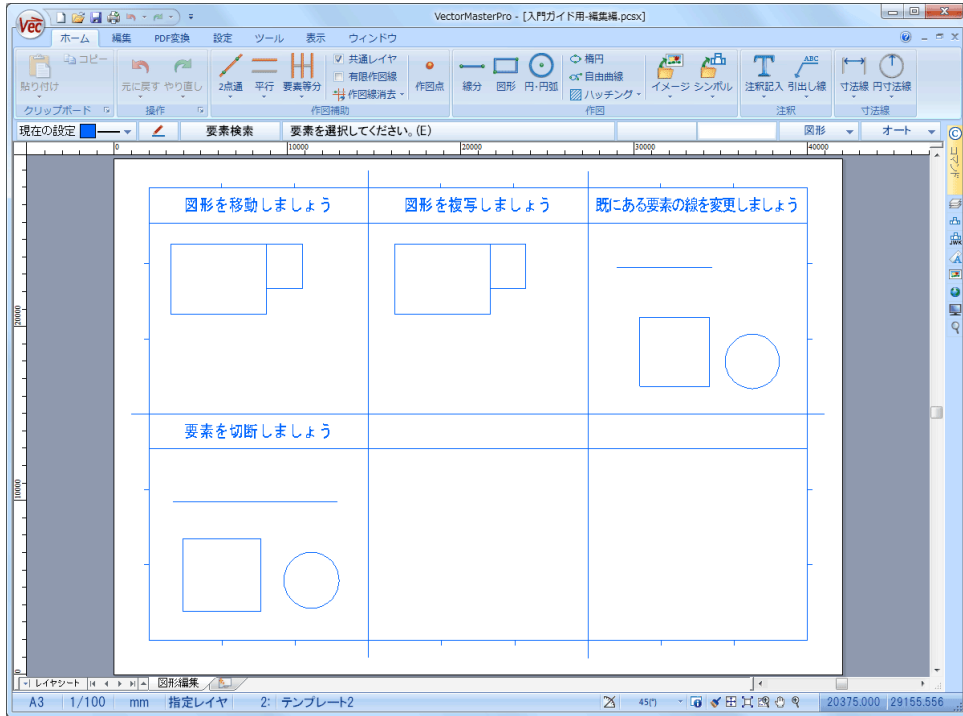 Vec
VectorMasterPro - [入門ガイド用-編集編.pcsx]
ホーム 編集 PDF変換 設定 ツール 表示 ウィンドウ
貼り付け コピー 元に戻す やり直し 2点通 平行 要素等分 共通レイヤ 有限作図線 作図線消去 作図点 線分 図形 円・円弧 楕円 自由曲線 ハッチング イメージ シンボル 注釈記入 引出し線 寸法線 円寸法線
クリップボード 操作 作図補助 作図 注釈 寸法線
現在の設定 要素検索 要素を選択してください。(E) 図形 オート
コマンド
JWK
0 10000 20000 30000 40000
図形を移動しましょう 図形を複写しましょう 既にある要素の線を変更しましょう
20000
要素を切断しましょう
10000
0
レイヤシート 図形編集
A3 1/100 mm 指定レイヤ 2: テンプレート2 45(°) 20375.000 29155.556